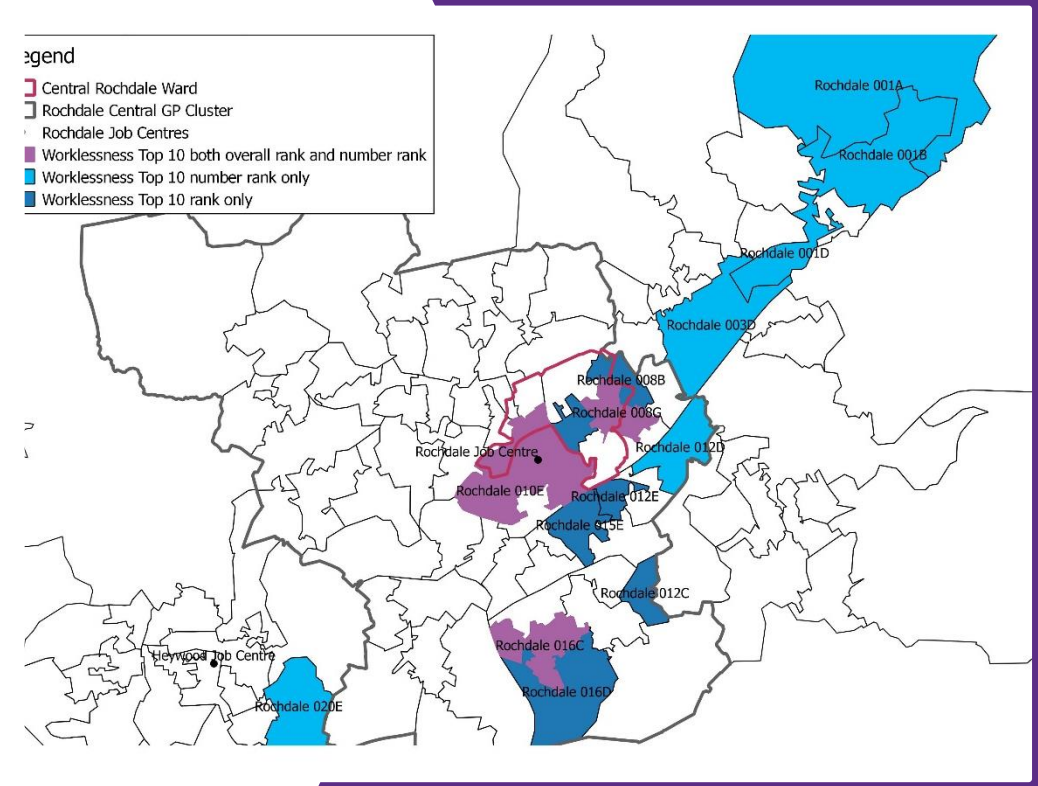 egend
Central Rochdale Ward
Rochdale Central GP Cluster
Rochdale Job Centres
Worklessness Top 10 both overall rank and number rank
Worklessness Top 10 number rank only
Worklessness Top 10 rank only
Rochdale 001A
Rochdale 001B
Rochdale 001D
Rochdale 003D
Rochdale 008B
Rochdale 008G
Rochdale 012D
Rochdale Job Centre
Rochdale 010E
Rochdale 012E
Rochdale 015E
Rochdale 012C
Rochdale 016C
Heywood Job Centre
Rochdale 016D
Rochdale 020E